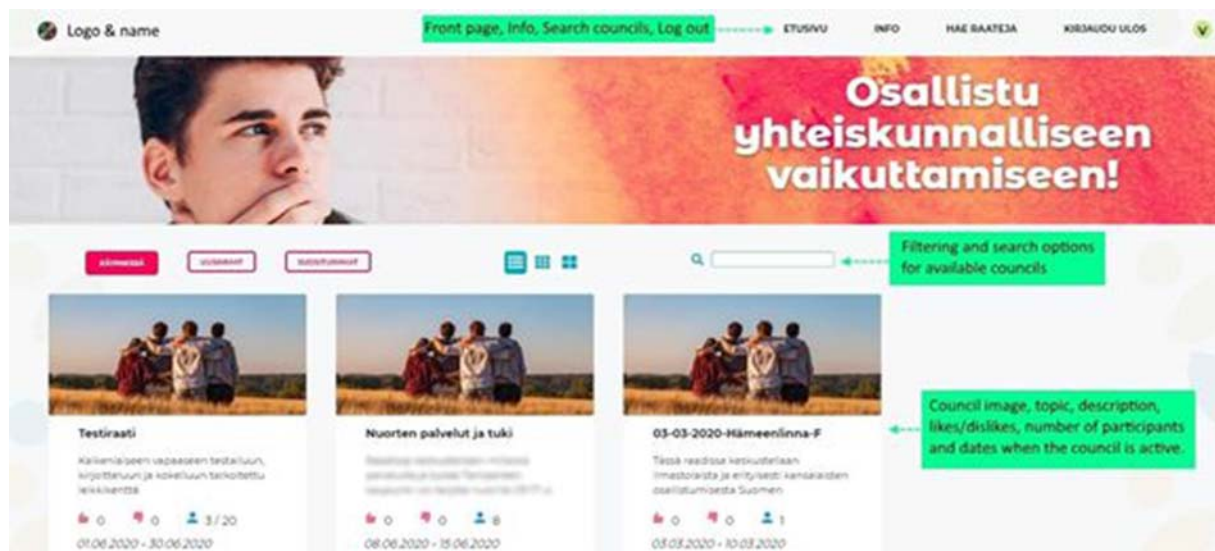 Logo & name
Front page, Info, Search councils, Log out
ETUSIVU INFO HAE RAATEJA KIRJAUDU ULOS V
Osallistu
yhteiskunnalliseen
vaikuttamiseen!
KÄYNNISSÄ UUSIMMAT SUOSITUIMMAT
Filtering and search options
for available councils
Testiraati
Kaikenlaiseen vapaaseen testailuun,
kirjoitteluun ja kokeiluun tarkoitettu
leikkikenttä
0 0 3/20
01.06.2020 - 30.06.2020
Nuorten palvelut ja tuki
0 0 8
08.06.2020 - 15.06.2020
03-03-2020-Hämeenlinna-F
Tässä raadissa keskustellaan
ilmastoraista ja erityisesti kansalaisten
osallistumisesta Suomen
0 0 1
03.03.2020 - 10.03.2020
Council image, topic, description,
likes/dislikes, number of participants
and dates when the council is active.